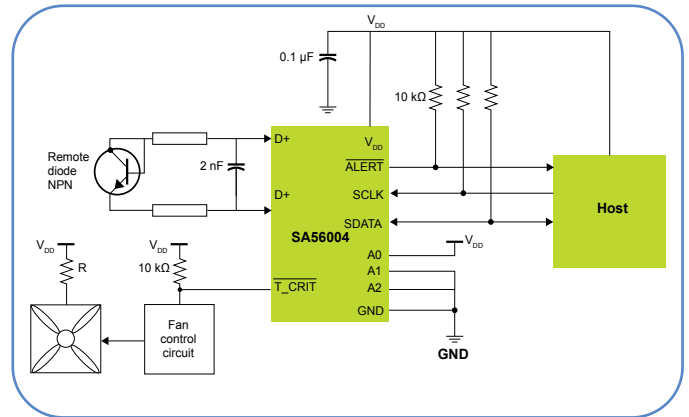 VDD
0.1 µF
10 kΩ
D+
VDD
Remote
diode
NPN
2 nF
ALERT
SCLK
Host
D+
SDATA
SA56004
VDD
VDD
A0
VDD
R
10 kΩ
A1
T_CRIT
A2
Fan
control
circuit
GND
GND